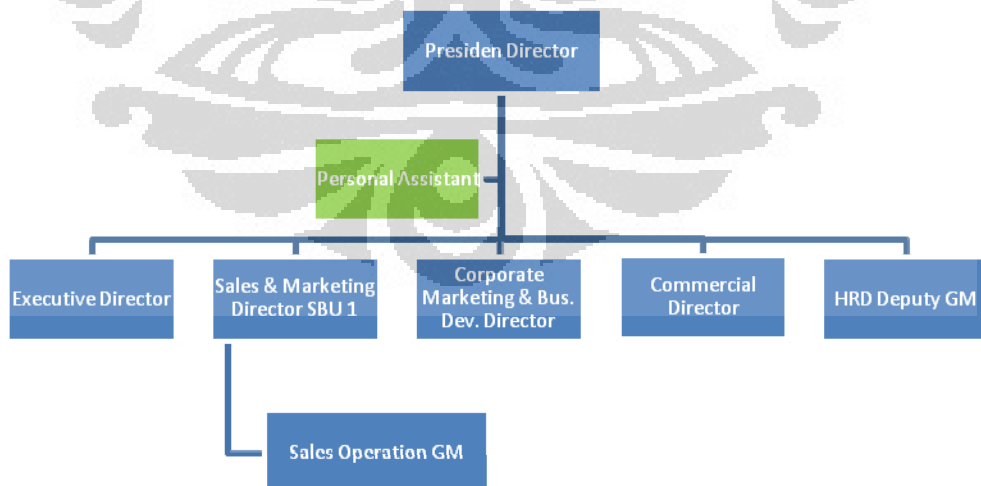 Presiden Director
Personal Assistant
Executive Director
Sales & Marketing
Director SBU 1
Corporate
Marketing & Bus.
Dev. Director
Commercial
Director
HRD Deputy GM
Sales Operation GM